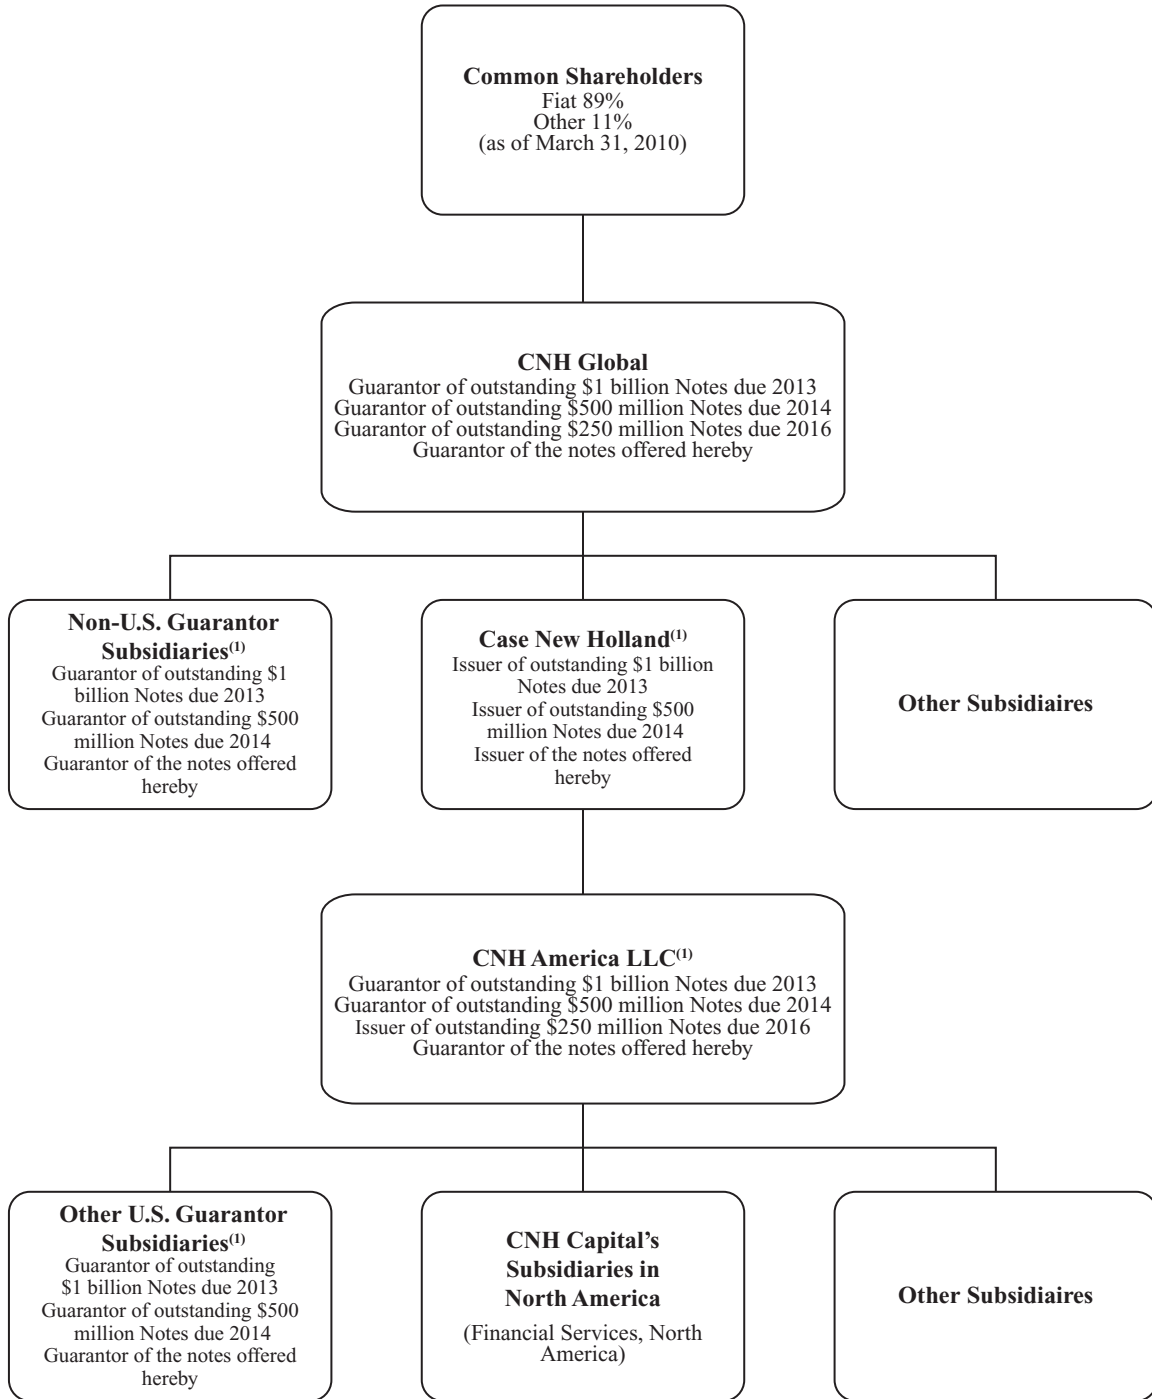 Common Shareholders
Fiat 89%
Other 11%
(as of March 31, 2010)
CNH Global
Guarantor of outstanding $1 billion Notes due 2013
Guarantor of outstanding $500 million Notes due 2014
Guarantor of outstanding $250 million Notes due 2016
Guarantor of the notes offered hereby
Non-U.S. Guarantor
Subsidiaries(1)
Guarantor of outstanding $1
billion Notes due 2013
Guarantor of outstanding $500
million Notes due 2014
Guarantor of the notes offered
hereby
Case New Holland(1)
Issuer of outstanding $1 billion
Notes due 2013
Issuer of outstanding $500
million Notes due 2014
Issuer of the notes offered
hereby
Other Subsidiaires
CNH America LLC(1)
Guarantor of outstanding $1 billion Notes due 2013
Guarantor of outstanding $500 million Notes due 2014
Issuer of outstanding $250 million Notes due 2016
Guarantor of the notes offered hereby
Other U.S. Guarantor
Subsidiaries(1)
Guarantor of outstanding
$1 billion Notes due 2013
Guarantor of outstanding $500
million Notes due 2014
Guarantor of the notes offered
hereby
CNH Capital's
Subsidiaries in
North America
(Financial Services, North
America)
Other Subsidiaires